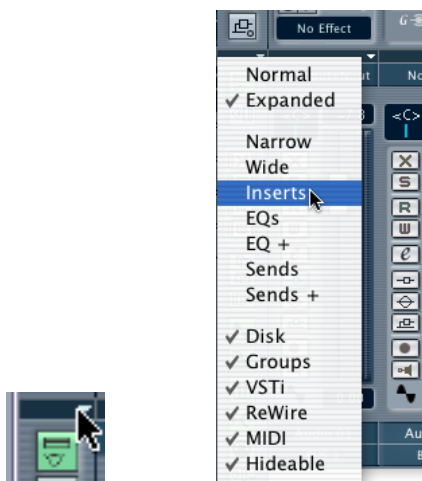 No Effect
Normal
Expanded
Narrow
Wide
Inserts
EQs
EQ +
Sends
Sends +
Disk
Groups
VSTi
ReWire
MIDI
Hideable
<C>
X
S
R
W
e